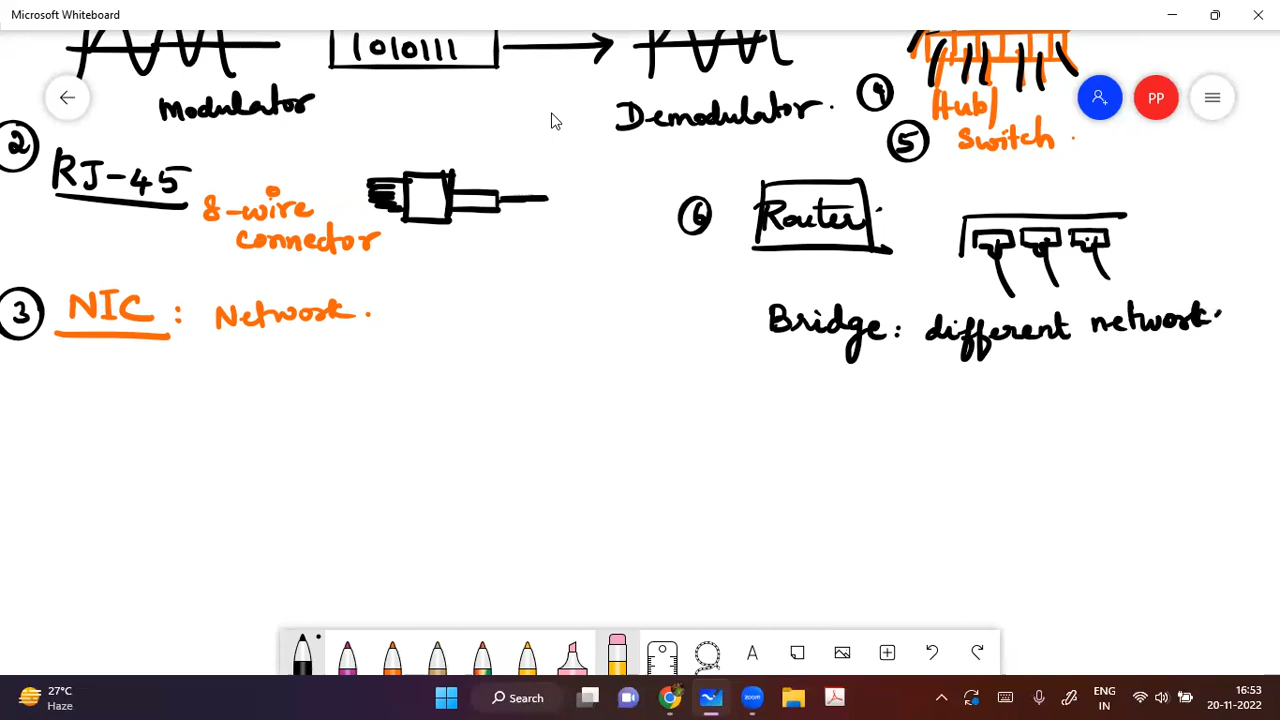 Microsoft Whiteboard
1010111
Modulator
Demodulator.
4
Hub/
5
Switch.
PP
2
RJ-45
8-wire
connector
6
Router
3
NIC : Network.
Bridge: different network.
A
27°C
Haze
Search
zoom
ENG
IN
16:53
20-11-2022